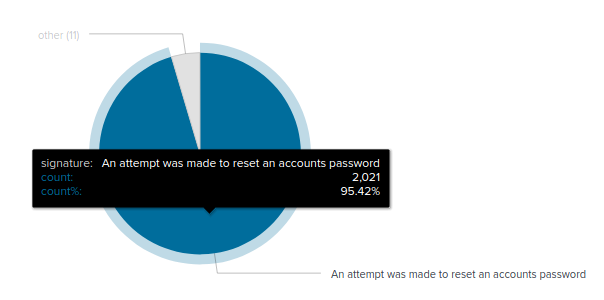 other (11)
signature: An attempt was made to reset an accounts password
count: 2,021
count%: 95.42%
An attempt was made to reset an accounts password